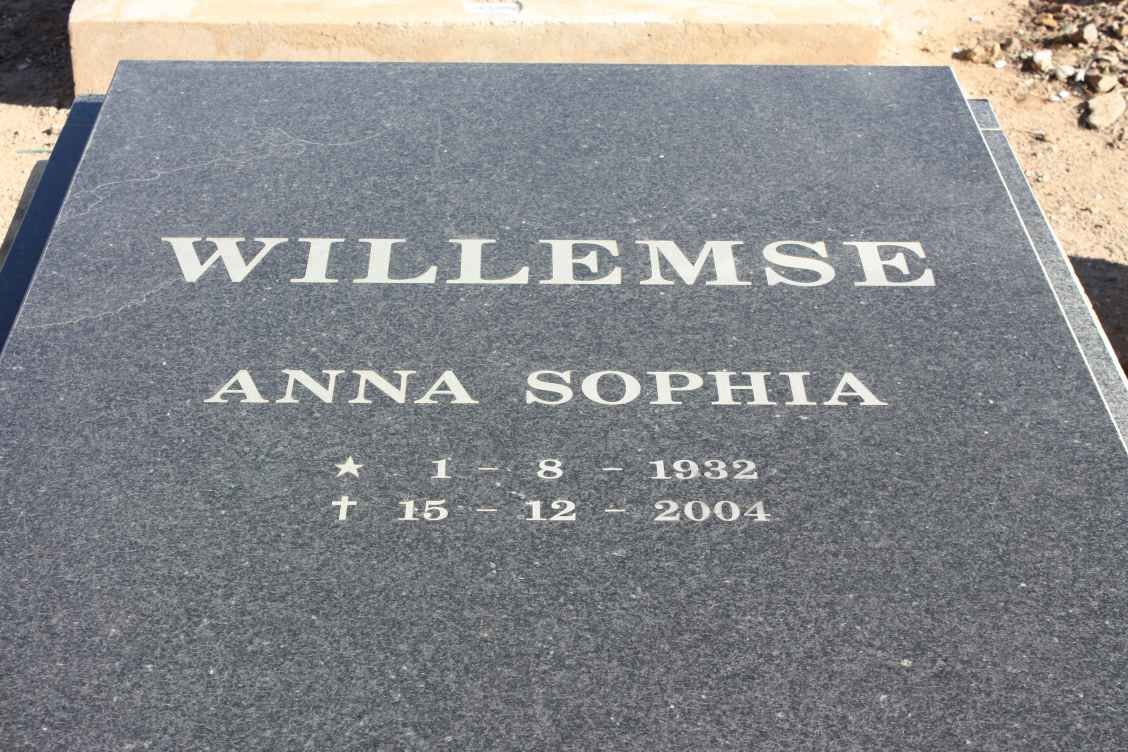 WILLEMSE
ANNA SOPHIA
★ 1 - 8 - 1932
✝ 15 - 12 - 2004